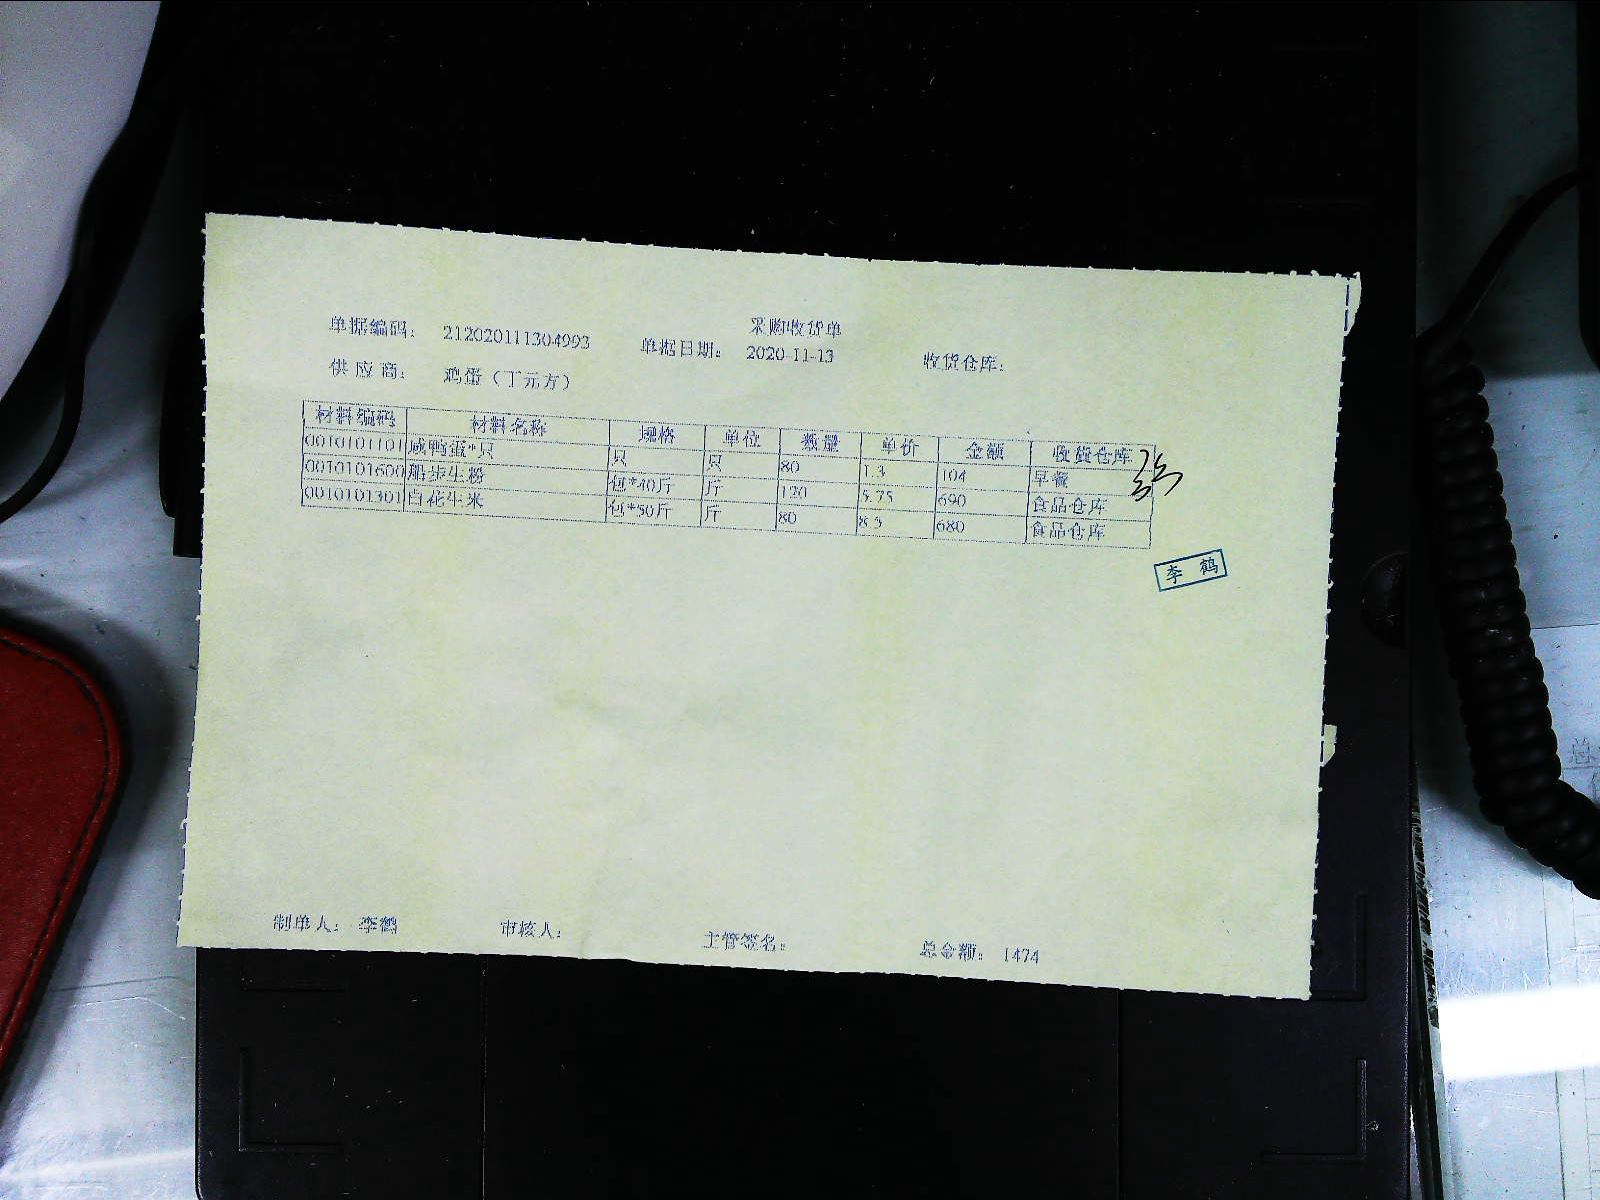 采购收货单
单据编码： 212020111304993 单据日期： 2020-11-13 收货仓库：
供应商： 鸡蛋（丁元方）
材料编码 材料名称 规格 单位 数量 单价 金额 收货仓库
0010101101 咸鸭蛋*只 只 只 80 1.3 104 早餐
0010101600 船步生粉 包*40斤 斤 120 5.75 690 食品仓库
0010101301 白花生米 包*50斤 斤 80 8.5 680 食品仓库
李鹤
制单人： 李鹤 审核人： 主管签名： 总金额： 1474